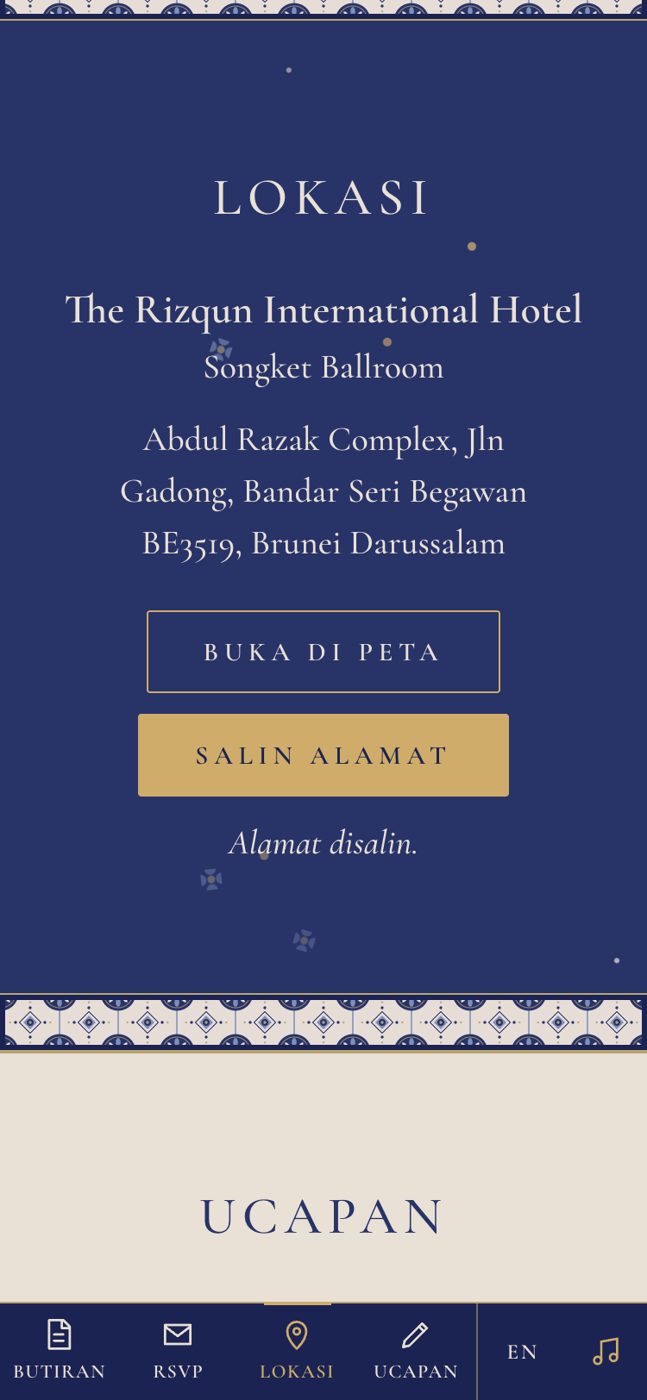 LOKASI
The Rizqun International Hotel
Songket Ballroom
Abdul Razak Complex, Jln
Gadong, Bandar Seri Begawan
BE3519, Brunei Darussalam
BUKA DI PETA
SALIN ALAMAT
Alamat disalin.
UCAPAN
BUTIRAN
RSVP
LOKASI
UCAPAN
EN